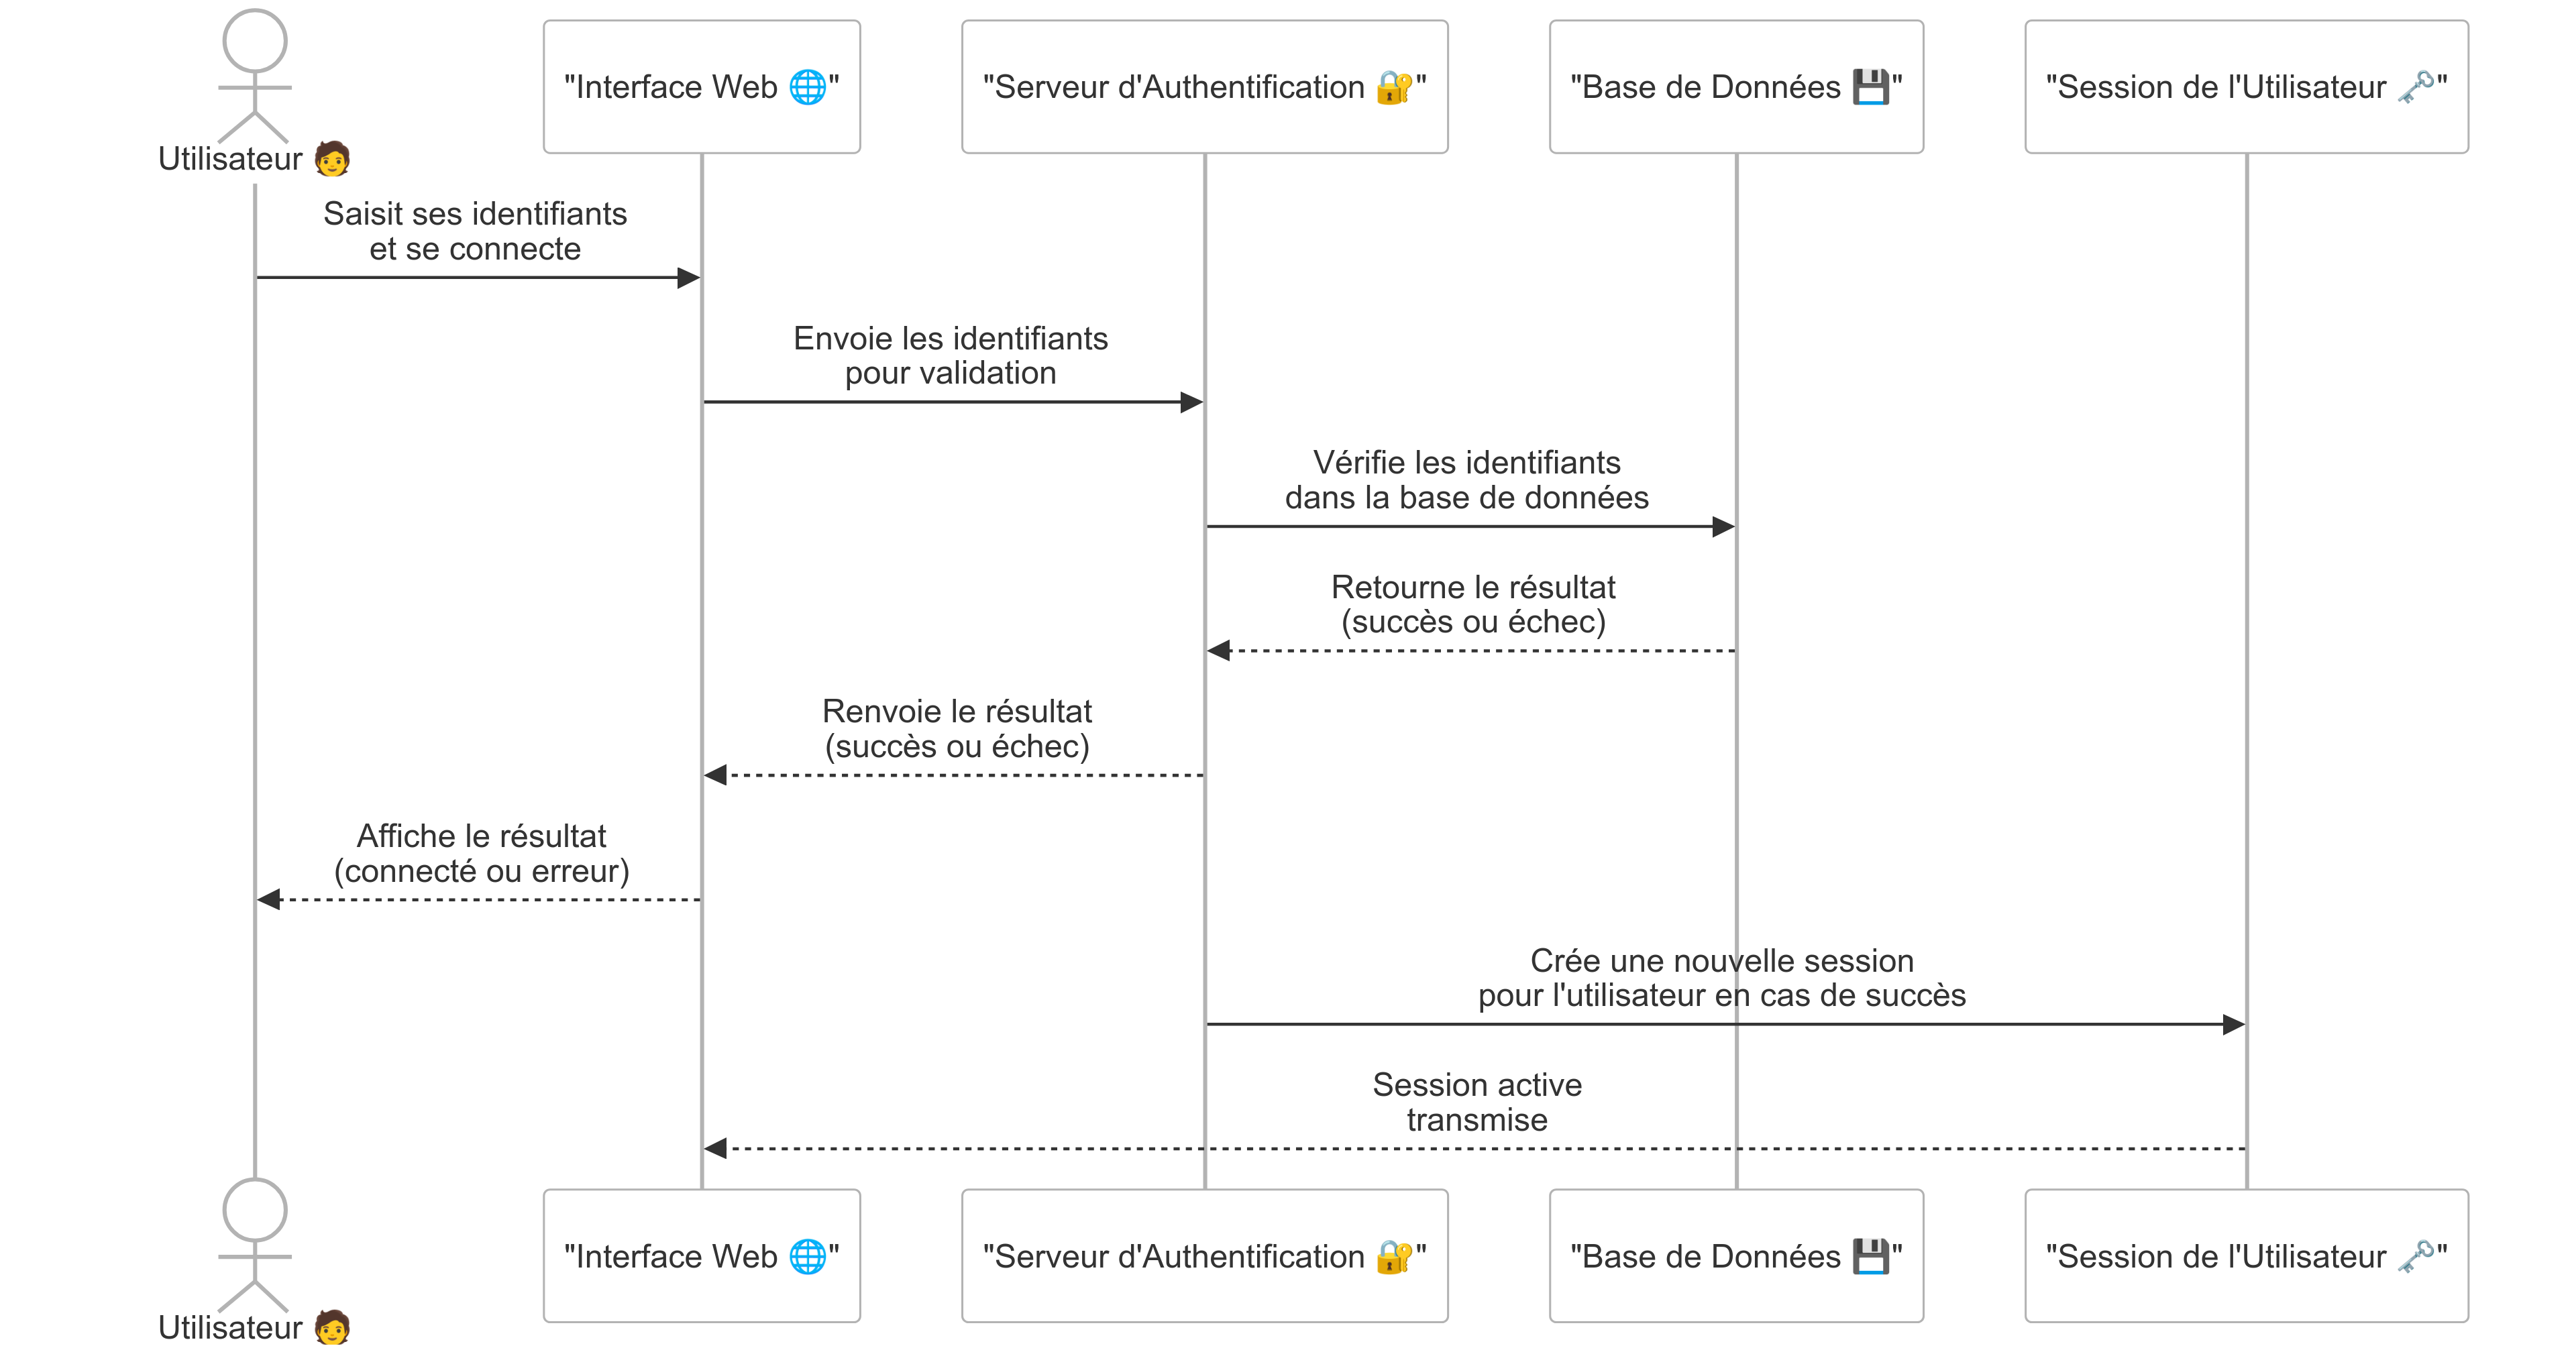 "Interface Web 🌐"
"Serveur d'Authentification 🔐"
"Base de Données 💾"
"Session de l'Utilisateur 🗝️"
Utilisateur 🧑
Saisit ses identifiants
et se connecte
Envoie les identifiants
pour validation
Vérifie les identifiants
dans la base de données
Retourne le résultat
(succès ou échec)
Renvoie le résultat
(succès ou échec)
Affiche le résultat
(connecté ou erreur)
Crée une nouvelle session
pour l'utilisateur en cas de succès
Session active
transmise
"Interface Web 🌐"
"Serveur d'Authentification 🔐"
"Base de Données 💾"
"Session de l'Utilisateur 🗝️"
Utilisateur 🧑